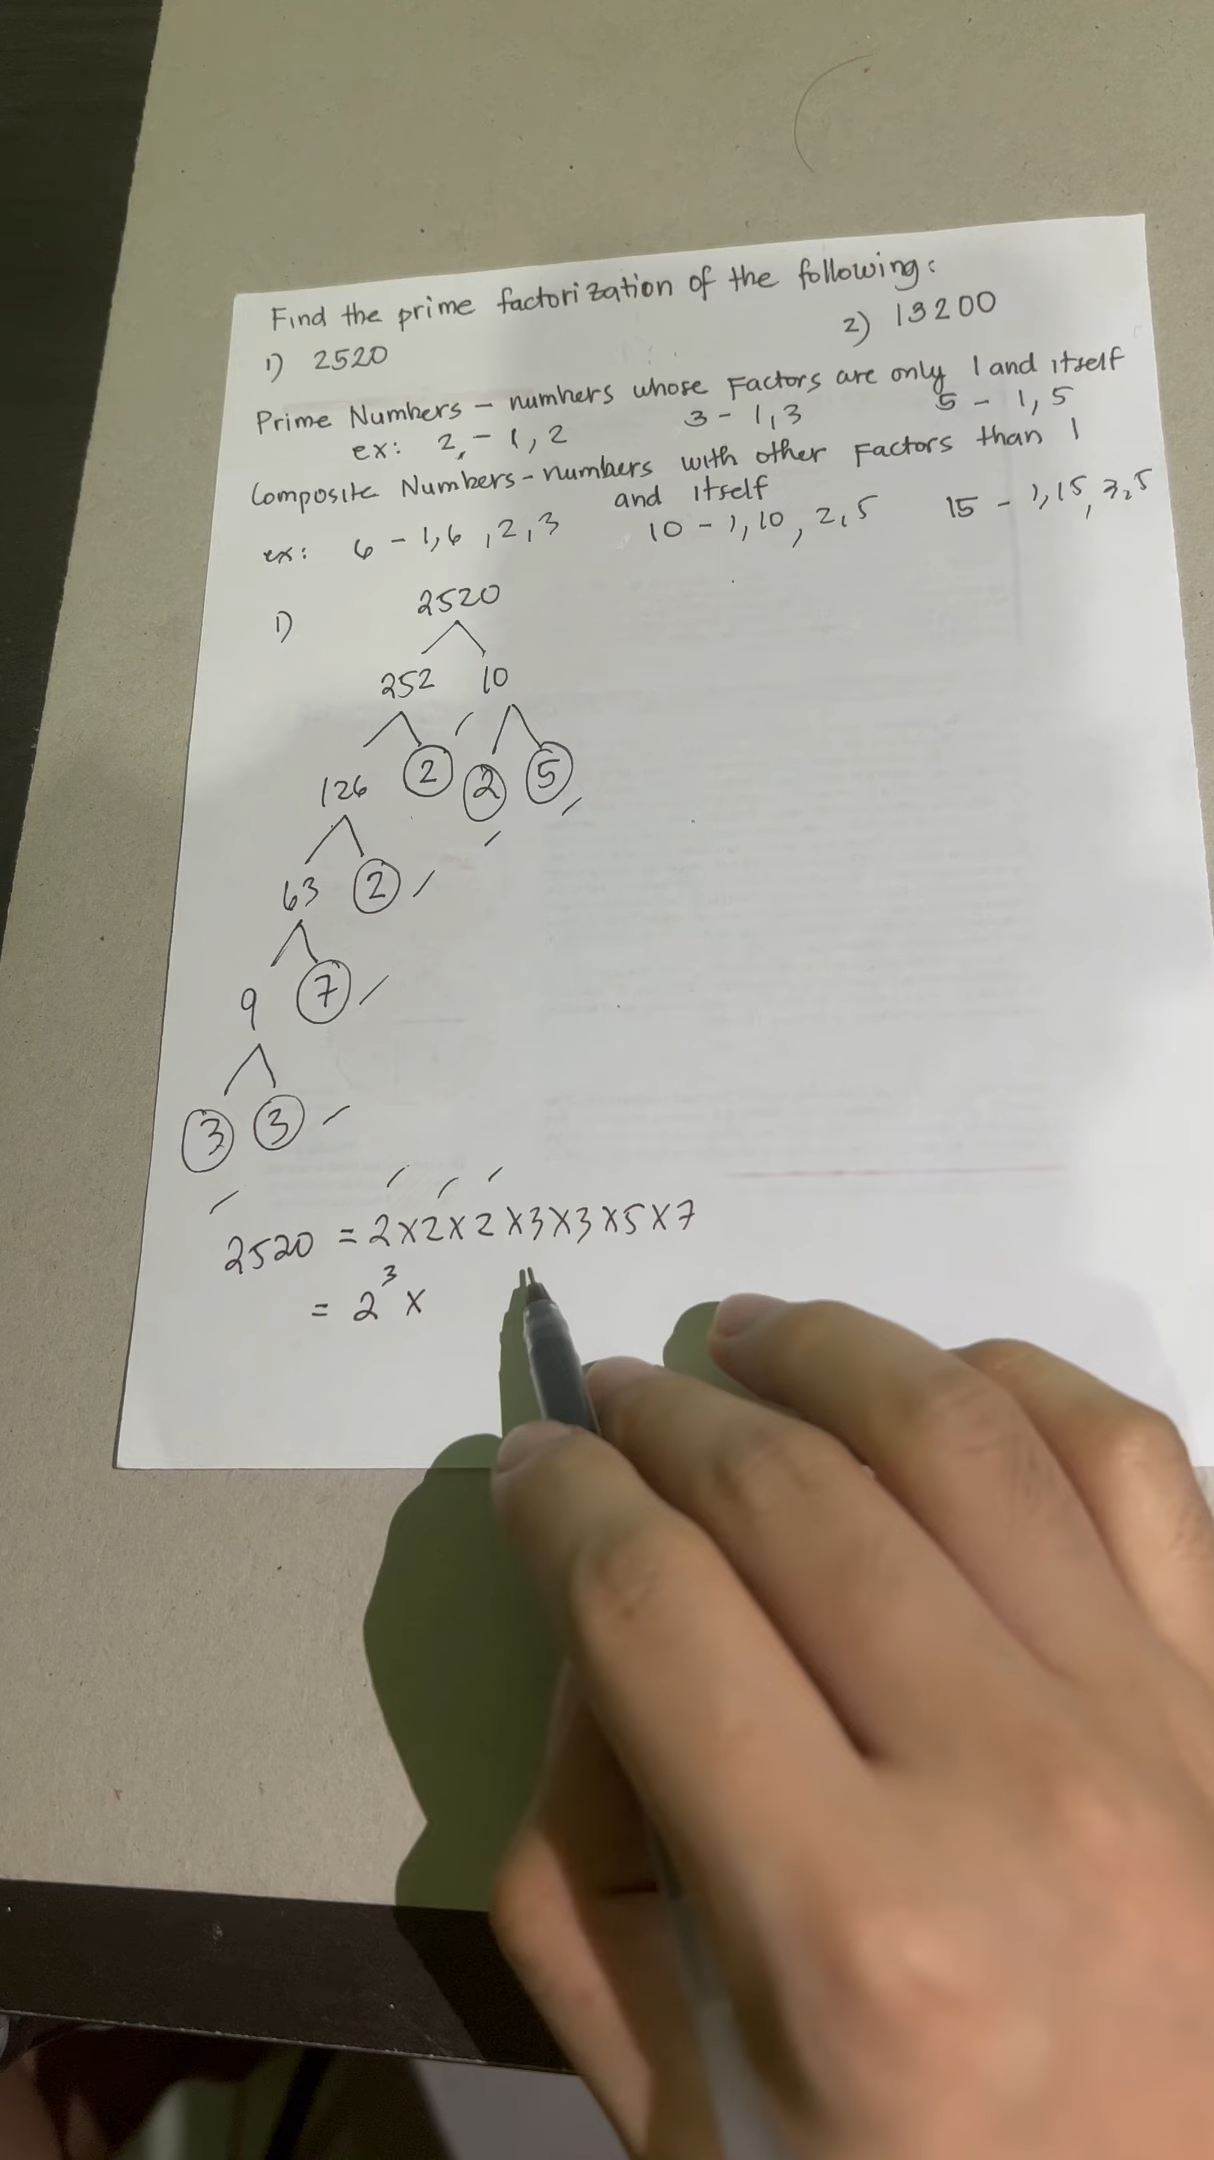 Find the prime factorization of the following:
1) 2520 2) 13200
Prime Numbers - numbers whose Factors are only 1 and itself
ex: 2 - 1, 2 3 - 1, 3 5 - 1, 5
Composite Numbers - numbers with other Factors than 1
and itself
ex: 6 - 1, 6, 2, 3 10 - 1, 10, 2, 5 15 - 1, 15, 3, 5
1) 2520
252 10
126 2 2 5
63 2
9 7
3 3
2520 = 2 x 2 x 2 x 3 x 3 x 5 x 7
= 2³ x